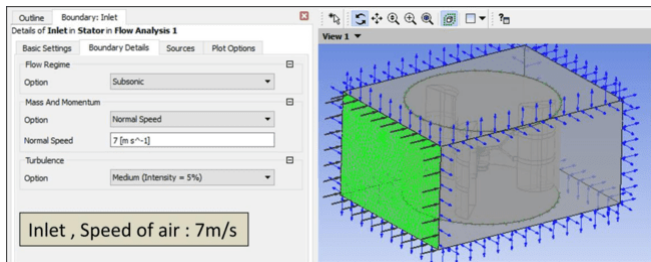 Outline Boundary: Inlet
Details of Inlet in Stator in Flow Analysis 1
Basic Settings Boundary Details Sources Plot Options
Flow Regime
Option Subsonic
Mass And Momentum
Option Normal Speed
Normal Speed 7 [m s^-1]
Turbulence
Option Medium (Intensity = 5%)
Inlet , Speed of air : 7m/s
View 1